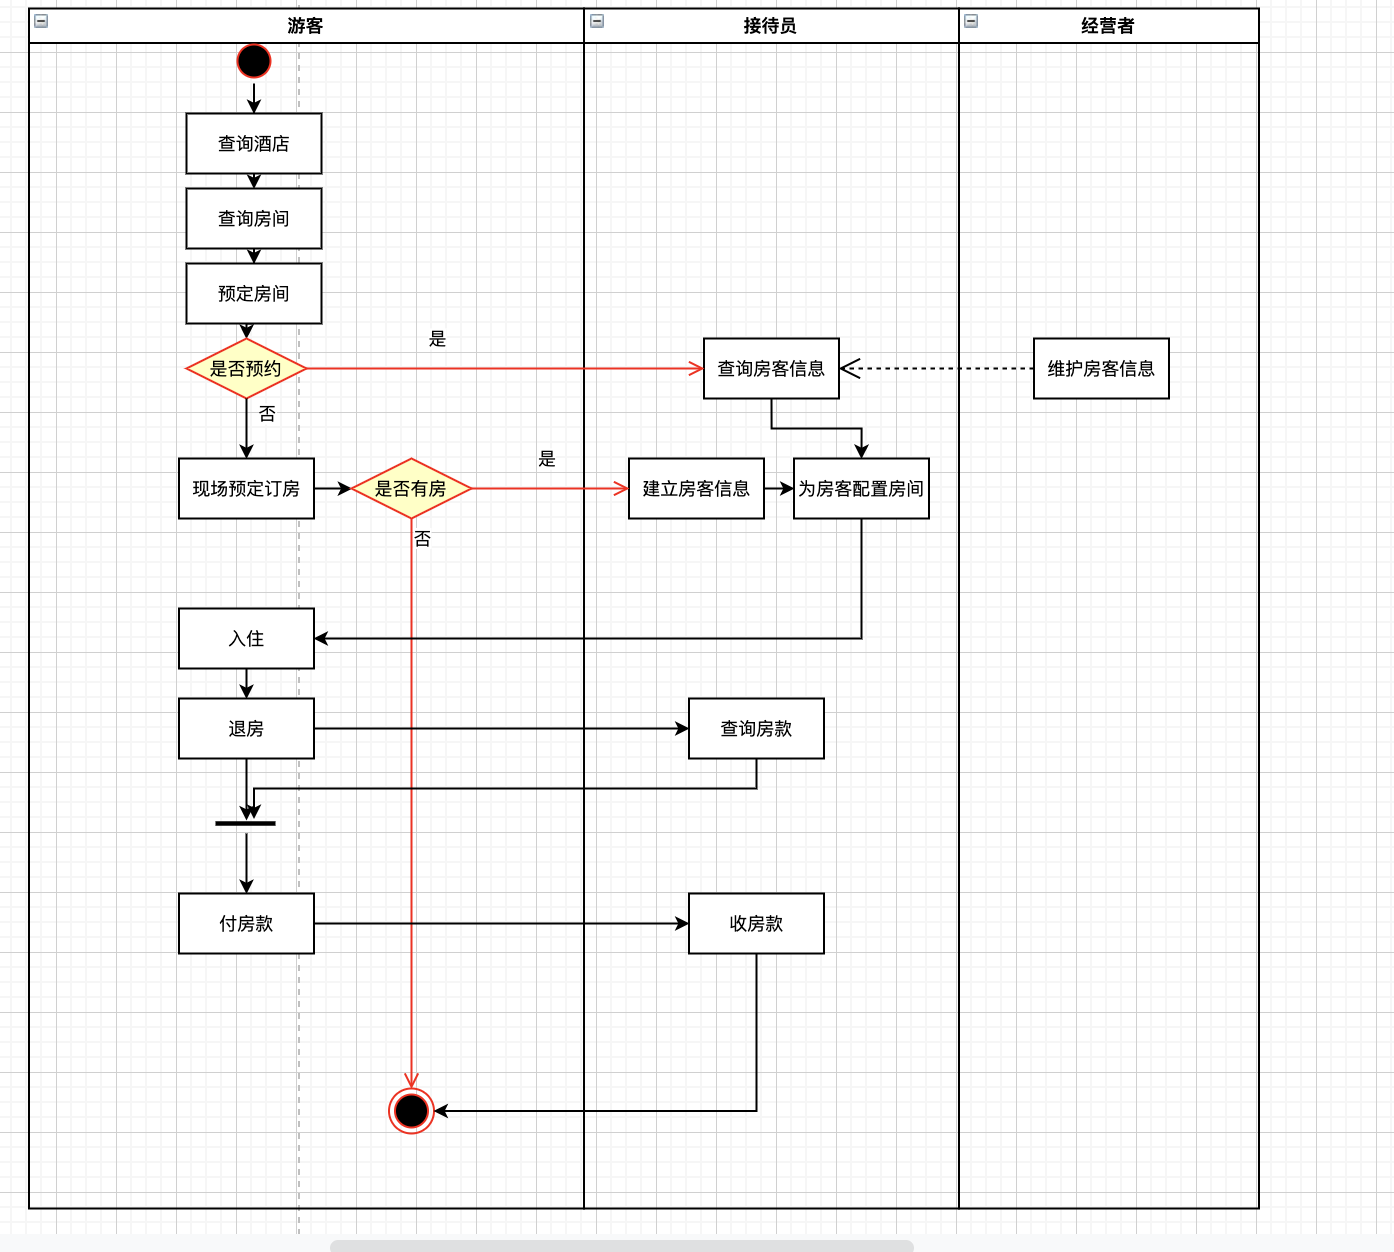 游客
接待员
经营者
查询酒店
查询房间
预定房间
是
是否预约
查询房客信息
维护房客信息
否
是
现场预定订房
是否有房
建立房客信息
为房客配置房间
否
入住
退房
查询房款
付房款
收房款